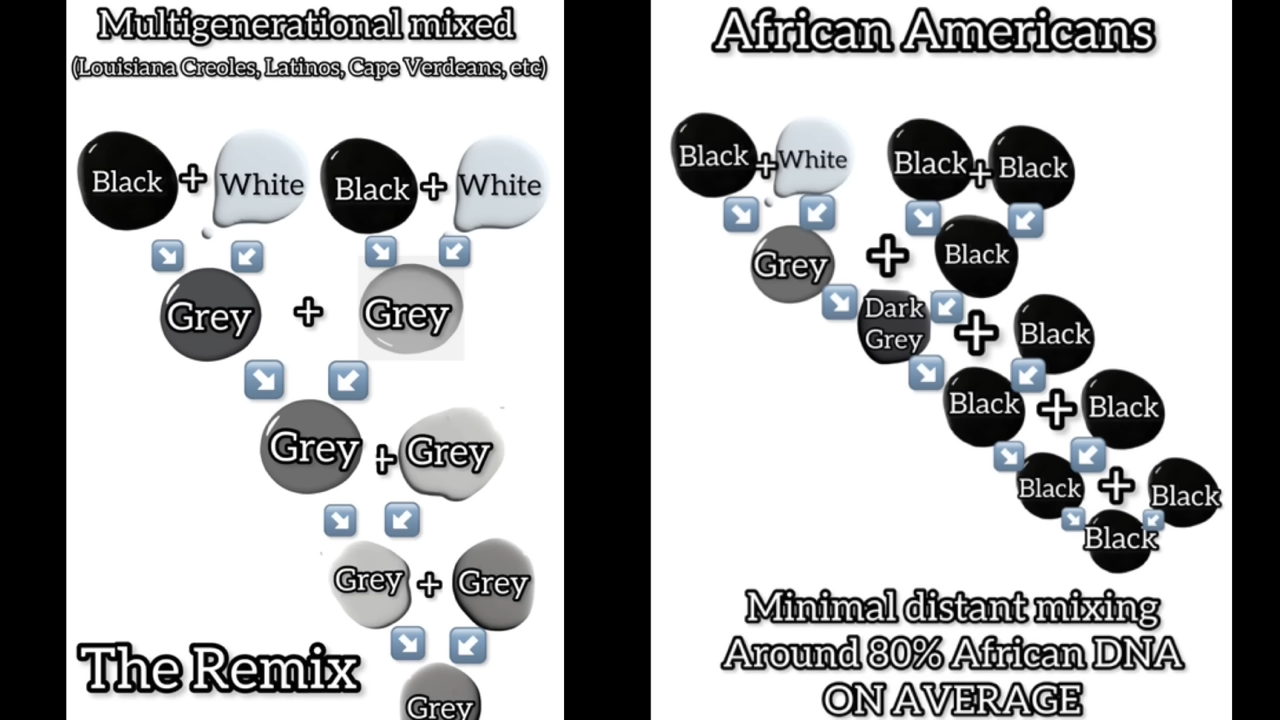 Multigenerational mixed
(Louisiana Creoles, Latinos, Cape Verdeans, etc)
Black + White Black + White
Grey + Grey
Grey + Grey
Grey + Grey
The Remix
Grey
African Americans
Black + White Black + Black
Grey + Black
Dark
Grey + Black
Black + Black
Black + Black
Black
Minimal distant mixing
Around 80% African DNA
ON AVERAGE